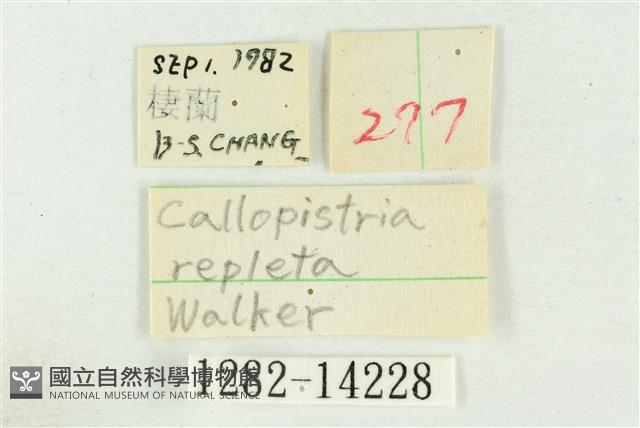 SEP 1. 1982
棲蘭
B-S. CHANG
277
Callopistria
repleta
Walker
1282-14228
國立自然科學博物館
NATIONAL MUSEUM OF NATURAL SCIENCE